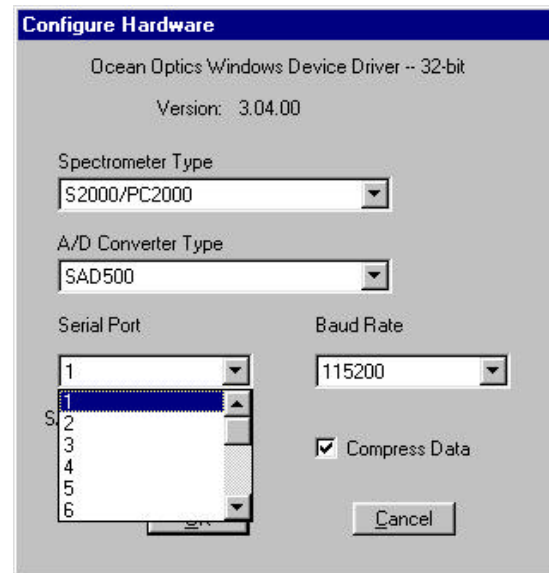 Configure Hardware
Ocean Optics Windows Device Driver -- 32-bit
Version: 3.04.00
Spectrometer Type
S2000/PC2000
A/D Converter Type
SAD500
Serial Port Baud Rate
1 115200
1
2
3
4
5
6
Compress Data
Cancel